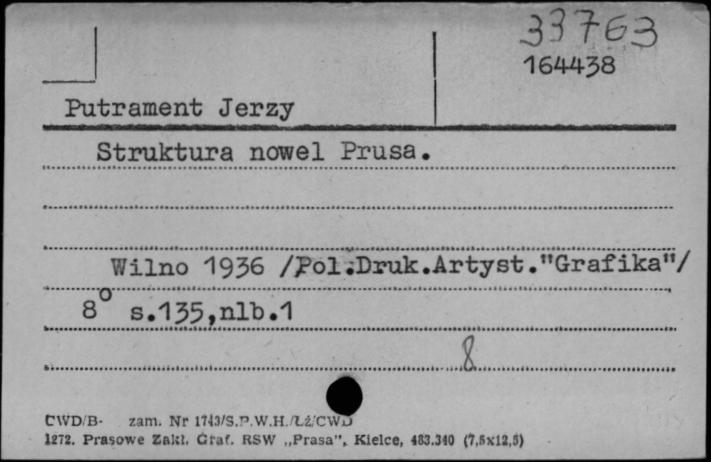 33763
164438
Putrament Jerzy
Struktura nowel Prusa.
Wilno 1936 /Pol.Druk.Artyst."Grafika"/
8° s.135,nlb.1
8
CWD/B- zam. Nr 1743/S.P.W.H./Łź/CWD
1272. Prasowe Zakł. Graf. RSW „Prasa”, Kielce, 483.340 (7,5x12,5)